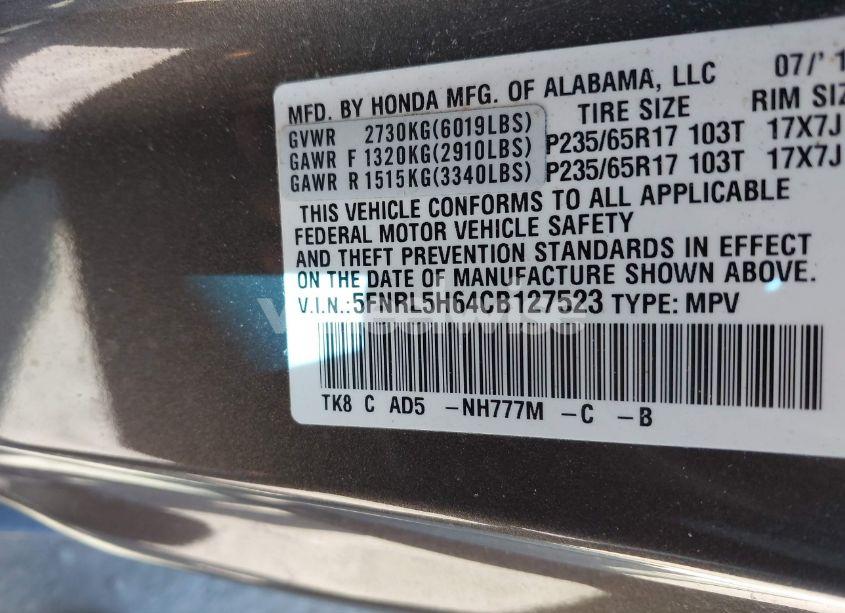 MFD. BY HONDA MFG. OF ALABAMA, LLC 07/'1
TIRE SIZE RIM SIZ
GVWR 2730KG(6019LBS)
GAWR F 1320KG(2910LBS) P235/65R17 103T 17X7J
GAWR R 1515KG(3340LBS) P235/65R17 103T 17X7J
THIS VEHICLE CONFORMS TO ALL APPLICABLE
FEDERAL MOTOR VEHICLE SAFETY
AND THEFT PREVENTION STANDARDS IN EFFECT
ON THE DATE OF MANUFACTURE SHOWN ABOVE.
V.I.N.:5FNRL5H64CB127523 TYPE: MPV
wheelwise
TK8 C AD5 -NH777M -C -B